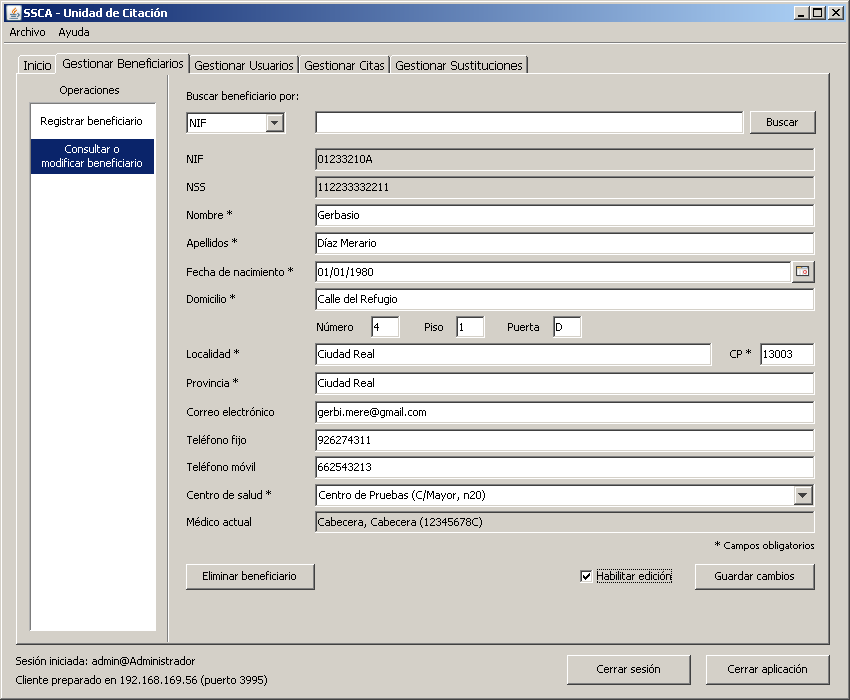 SSCA - Unidad de Citación
Archivo Ayuda
Inicio Gestionar Beneficiarios Gestionar Usuarios Gestionar Citas Gestionar Sustituciones
Operaciones
Registrar beneficiario
Consultar o
modificar beneficiario
Buscar beneficiario por:
NIF Buscar
NIF 01233210A
NSS 112233332211
Nombre * Gerbasio
Apellidos * Díaz Merario
Fecha de nacimiento * 01/01/1980
Domicilio * Calle del Refugio
Número 4 Piso 1 Puerta D
Localidad * Ciudad Real CP * 13003
Provincia * Ciudad Real
Correo electrónico gerbi.mere@gmail.com
Teléfono fijo 926274311
Teléfono móvil 662543213
Centro de salud * Centro de Pruebas (C/Mayor, n20)
Médico actual Cabecera, Cabecera (12345678C)
* Campos obligatorios
Eliminar beneficiario Habilitar edición Guardar cambios
Sesión iniciada: admin@Administrador
Cliente preparado en 192.168.169.56 (puerto 3995)
Cerrar sesión Cerrar aplicación